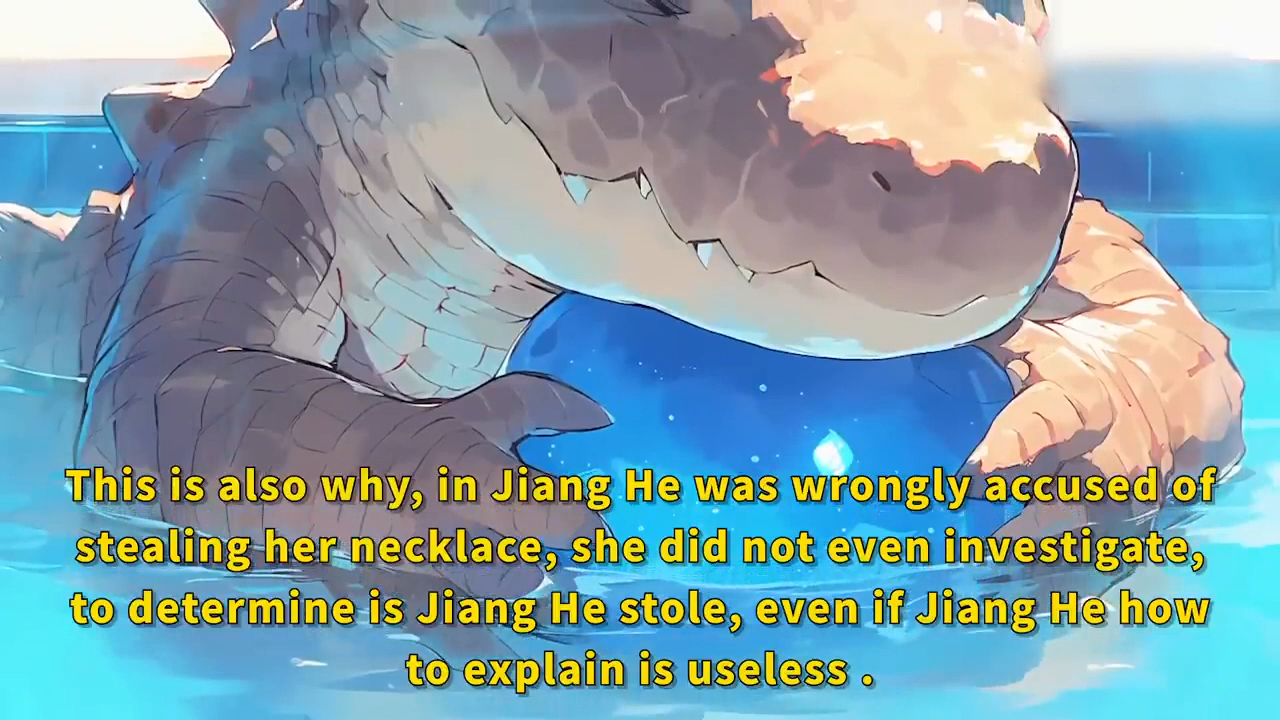 This is also why, in Jiang He was wrongly accused of
stealing her necklace, she did not even investigate,
to determine is Jiang He stole, even if Jiang He how
to explain is useless .